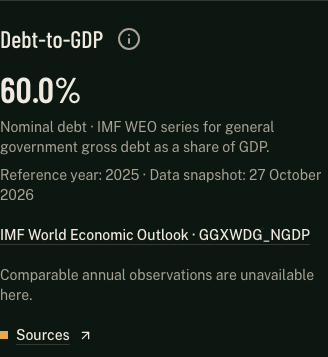 Debt-to-GDP
60.0%
Nominal debt · IMF WEO series for general
government gross debt as a share of GDP.
Reference year: 2025 · Data snapshot: 27 October
2026
IMF World Economic Outlook · GGXWDG_NGDP
Comparable annual observations are unavailable
here.
Sources ↗